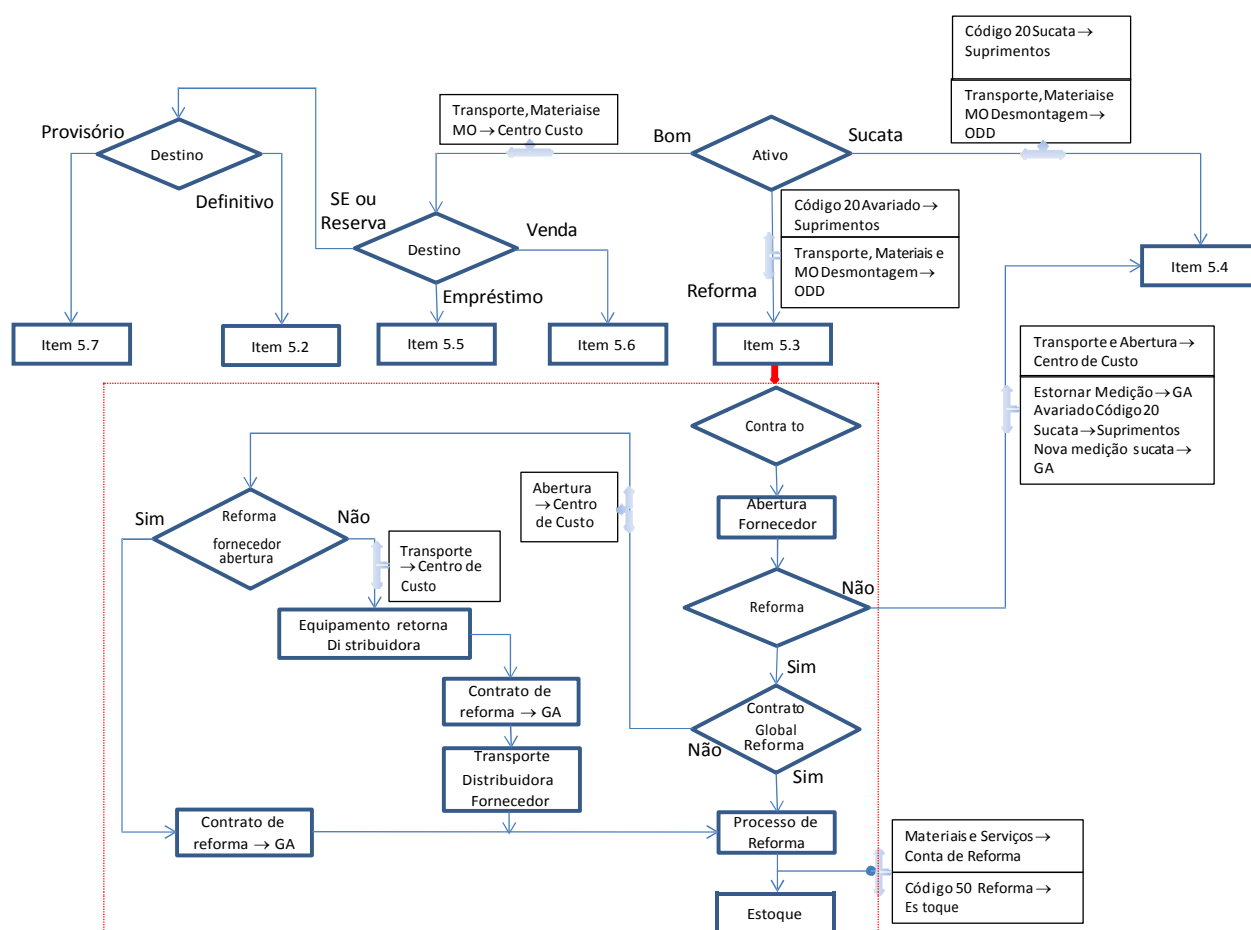 Código 20 Sucata →
Suprimentos
Transporte, Materiais e
MO Desmontagem →
ODD
Transporte, Materiais e
MO → Centro Custo
Provisório
Destino
Definitivo
Bom
Ativo
Sucata
SE ou
Reserva
Destino
Venda
Empréstimo
Código 20 Avariado →
Suprimentos
Transporte, Materiais e
MO Desmontagem →
ODD
Reforma
Item 5.4
Item 5.7
Item 5.2
Item 5.5
Item 5.6
Item 5.3
Transporte e Abertura →
Centro de Custo
Estornar Medição → GA
Avariado Código 20
Sucata → Suprimentos
Nova medição sucata →
GA
Contra to
Abertura
→ Centro
de Custo
Abertura
Fornecedor
Sim
Reforma
fornecedor
abertura
Não
Transporte
→ Centro de
Custo
Reforma
Não
Equipamento retorna
Di stribuidora
Sim
Contrato de
reforma → GA
Contrato
Global
Reforma
Não
Sim
Transporte
Distribuidora
Fornecedor
Contrato de
reforma → GA
Processo de
Reforma
Materiais e Serviços →
Conta de Reforma
Código 50 Reforma →
Es toque
Estoque